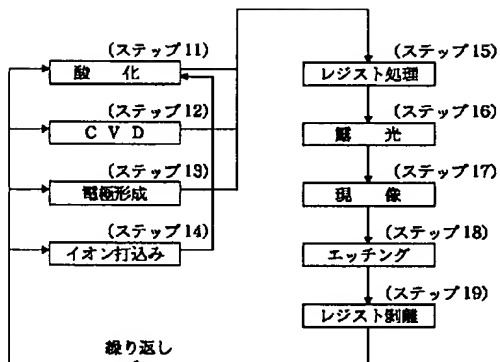 (ステップ11)
酸 化
(ステップ12)
C V D
(ステップ13)
電極形成
(ステップ14)
イオン打込み
繰り返し
(ステップ15)
レジスト処理
(ステップ16)
露 光
(ステップ17)
現 像
(ステップ18)
エッチング
(ステップ19)
レジスト剥離